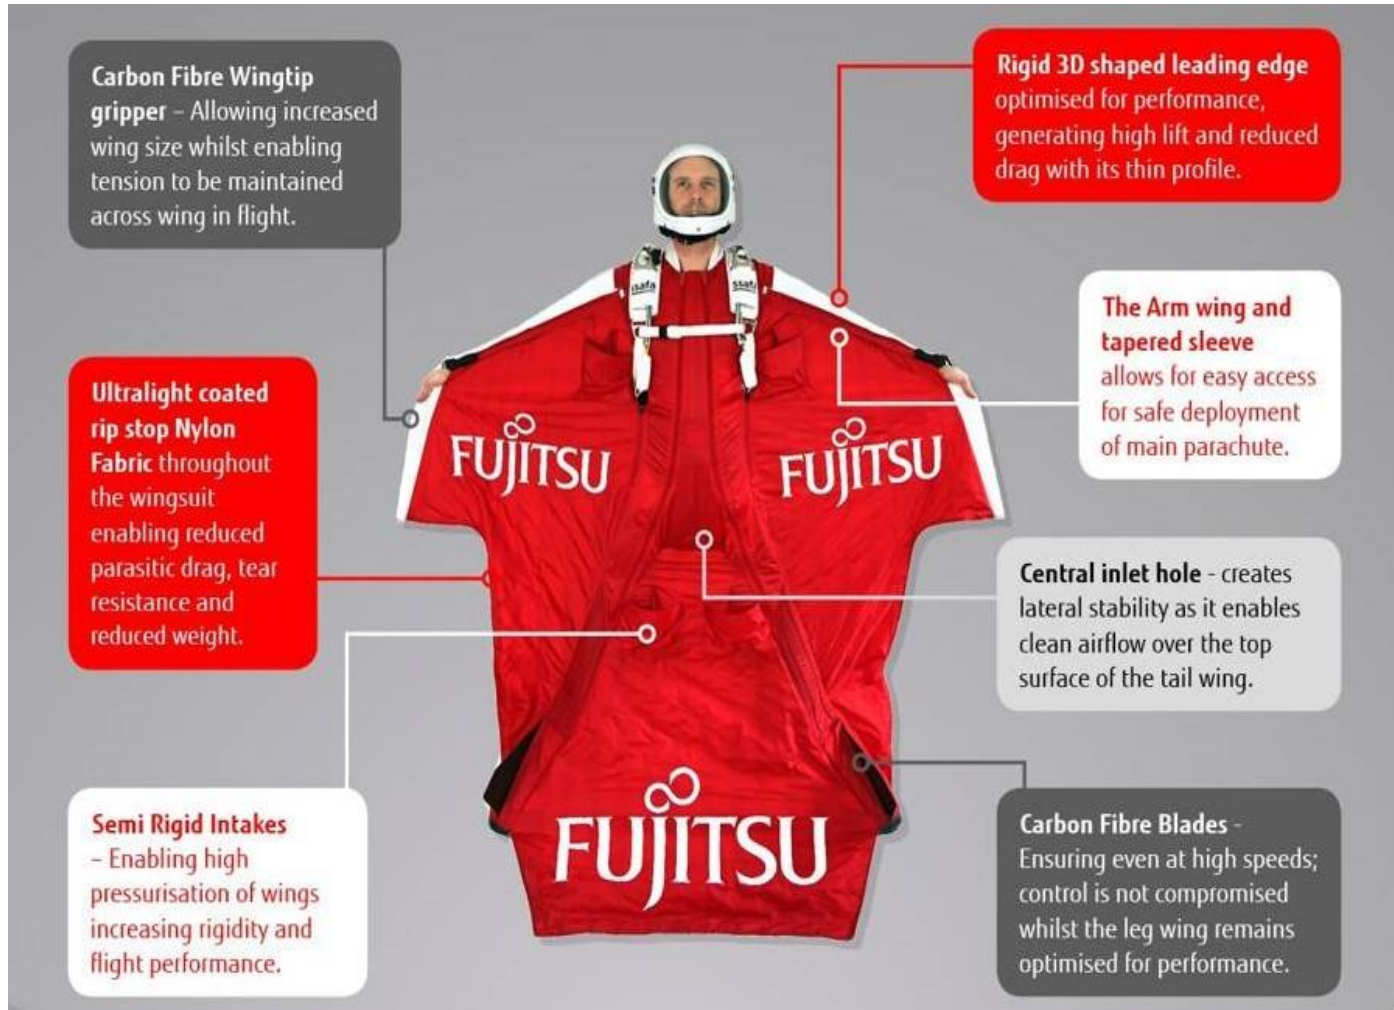 Carbon Fibre Wingtip
gripper – Allowing increased
wing size whilst enabling
tension to be maintained
across wing in flight.
Rigid 3D shaped leading edge
optimised for performance,
generating high lift and reduced
drag with its thin profile.
The Arm wing and
tapered sleeve
allows for easy access
for safe deployment
of main parachute.
Ultralight coated
rip stop Nylon
Fabric throughout
the wingsuit
enabling reduced
parasitic drag, tear
resistance and
reduced weight.
ssafa
ssafa
FUJITSU
FUJITSU
Central inlet hole - creates
lateral stability as it enables
clean airflow over the top
surface of the tail wing.
Semi Rigid Intakes
– Enabling high
pressurisation of wings
increasing rigidity and
flight performance.
FUJITSU
Carbon Fibre Blades -
Ensuring even at high speeds;
control is not compromised
whilst the leg wing remains
optimised for performance.